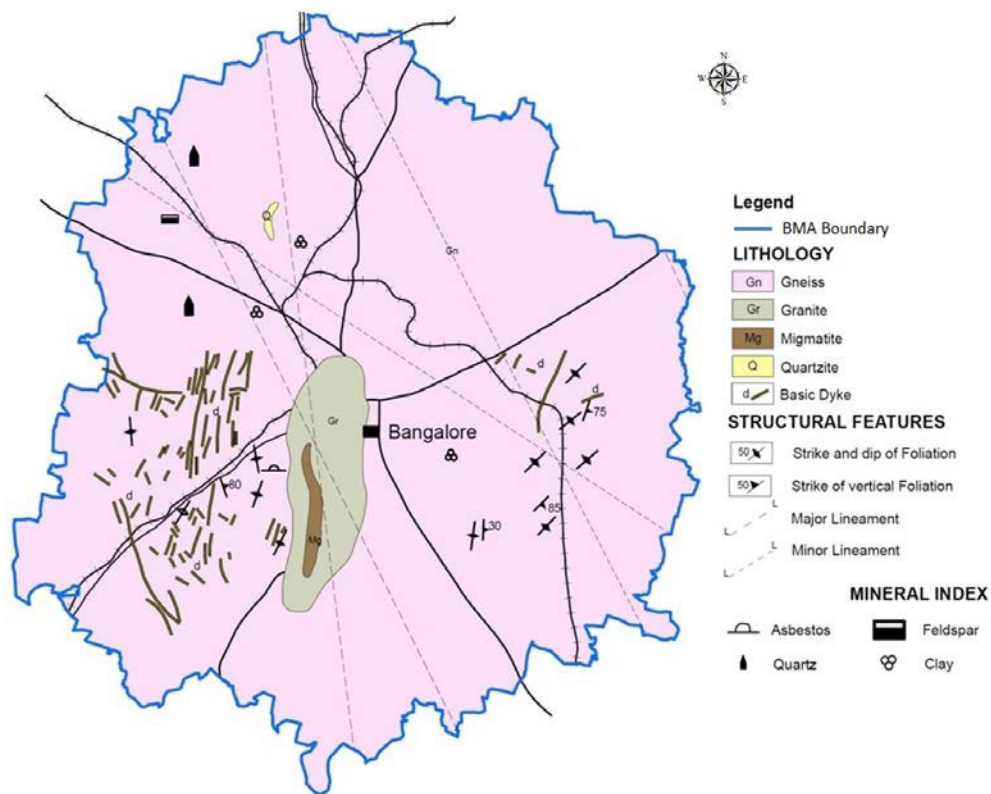 N
W E
S
Q
Gn
d
d
75
d
Gr
Bangalore
80
d
85
30
Mg
d
Legend
BMA Boundary
LITHOLOGY
Gn Gneiss
Gr Granite
Mg Migmatite
Q Quartzite
d Basic Dyke
STRUCTURAL FEATURES
50 Strike and dip of Foliation
50 Strike of vertical Foliation
L L
Major Lineament
L L
Minor Lineament
MINERAL INDEX
Asbestos Feldspar
Quartz Clay